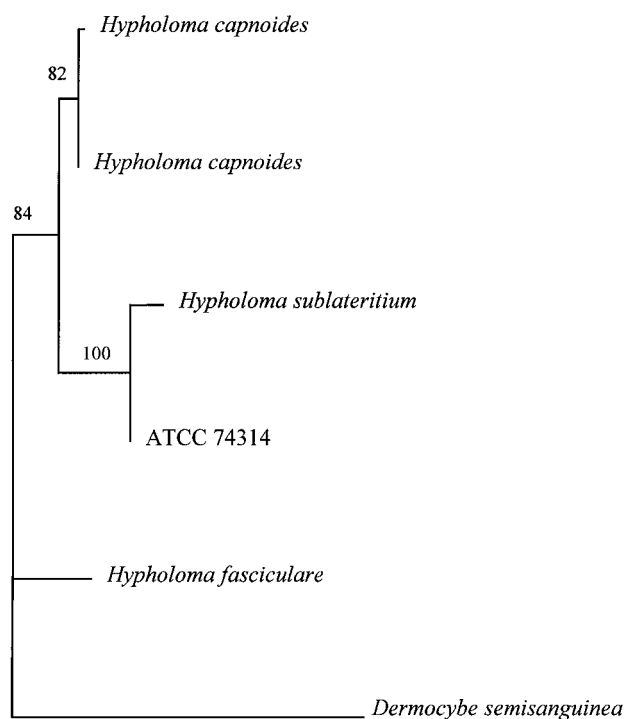 Hypholoma capnoides
82
Hypholoma capnoides
84
Hypholoma sublateritium
100
ATCC 74314
Hypholoma fasciculare
Dermocybe semisanguinea